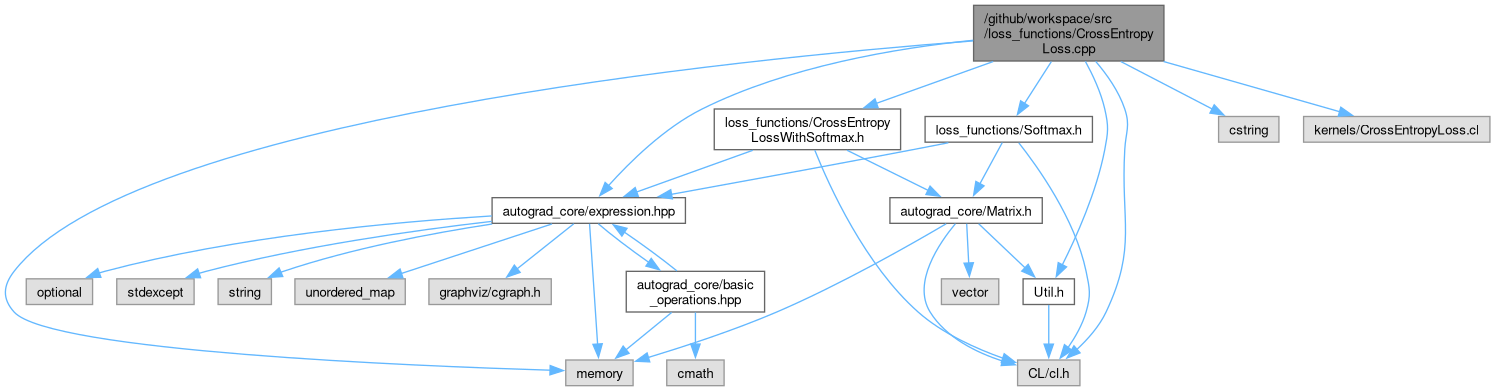 /github/workspace/src
/loss_functions/CrossEntropy
Loss.cpp
loss_functions/CrossEntropy
LossWithSoftmax.h
loss_functions/Softmax.h
cstring
kernels/CrossEntropyLoss.cl
autograd_core/expression.hpp
autograd_core/Matrix.h
optional
stdexcept
string
unordered_map
graphviz/cgraph.h
autograd_core/basic
_operations.hpp
vector
Util.h
memory
cmath
CL/cl.h